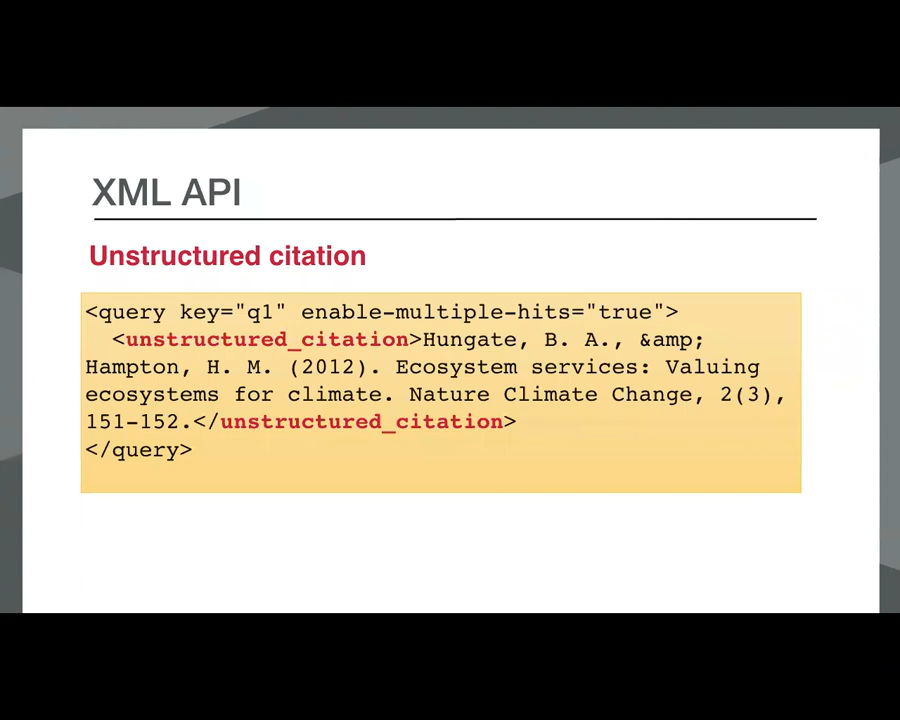 XML API
Unstructured citation
<query key="q1" enable-multiple-hits="true">
  <unstructured_citation>Hungate, B. A., &amp;
Hampton, H. M. (2012). Ecosystem services: Valuing
ecosystems for climate. Nature Climate Change, 2(3),
151-152.</unstructured_citation>
</query>